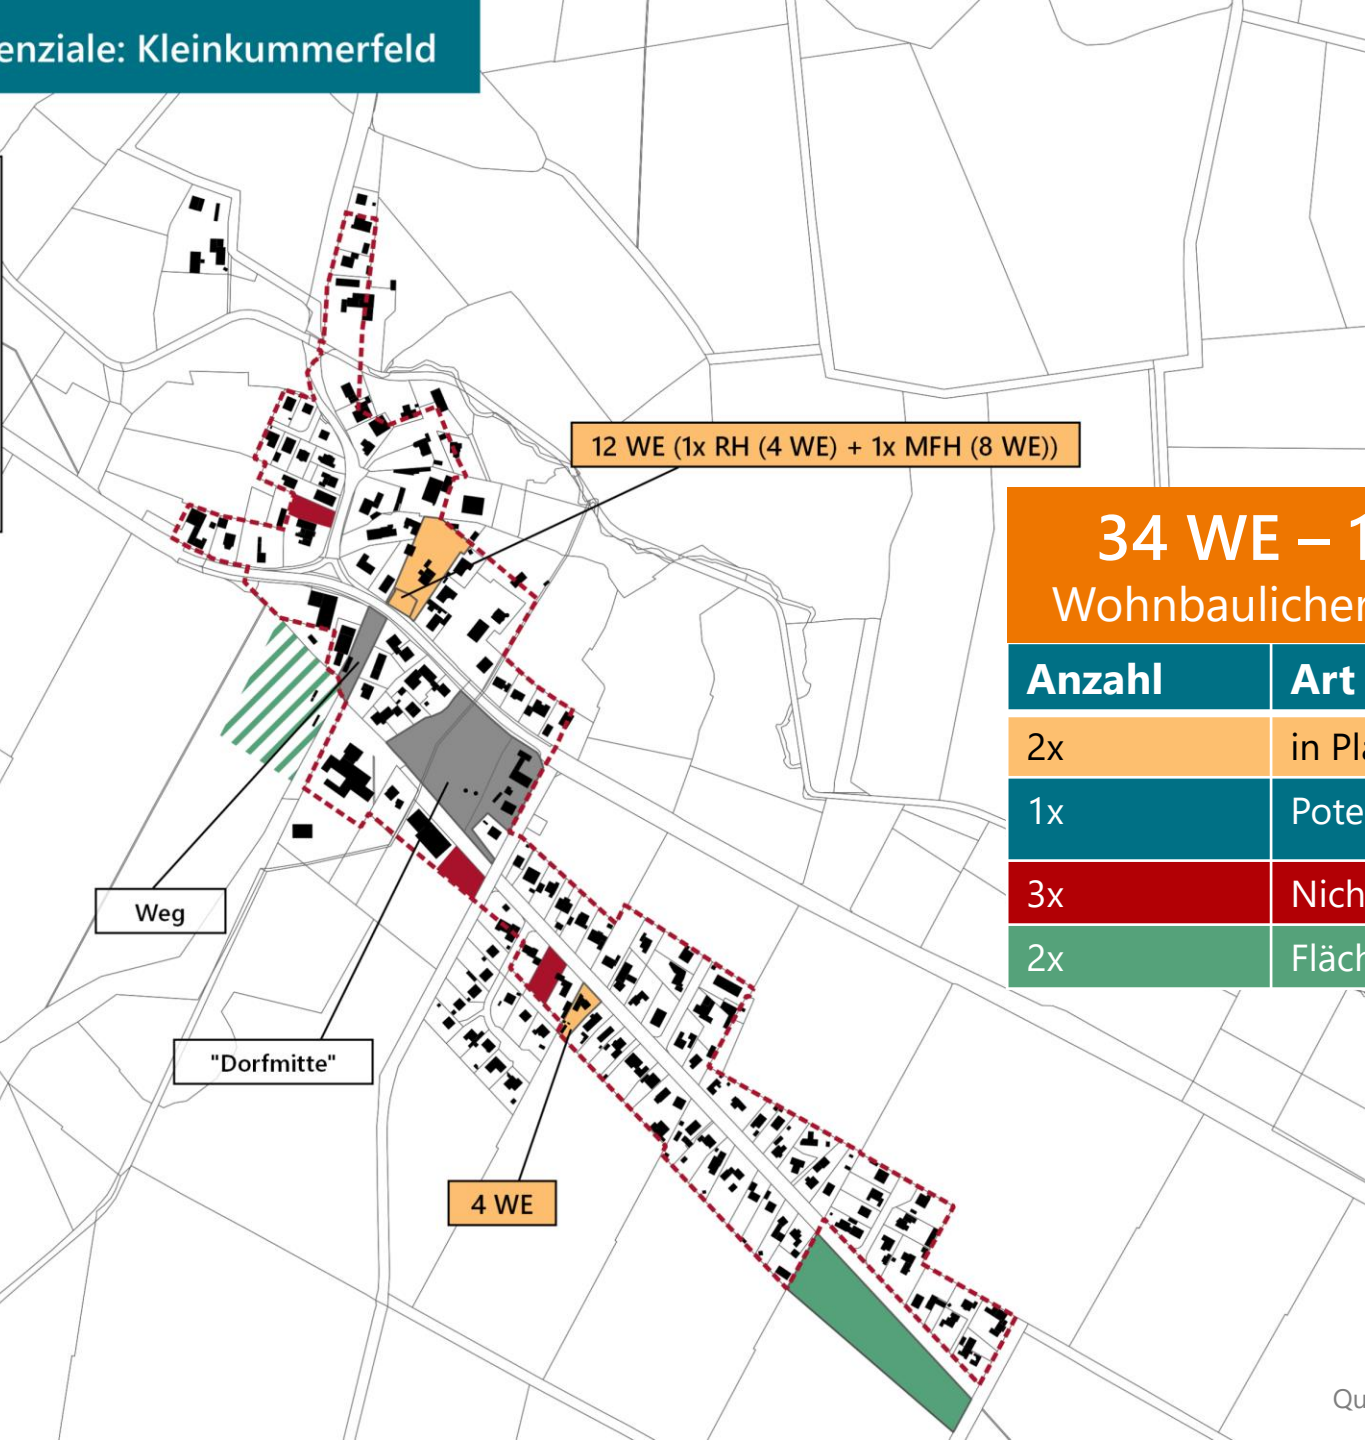 enziale: Kleinkummerfeld
12 WE (1x RH (4 WE) + 1x MFH (8 WE))
34 WE – 1
Wohnbaulicher
Anzahl Art
2x in Pla
1x Pote
3x Nich
2x Fläch
Weg
"Dorfmitte"
4 WE
Qu